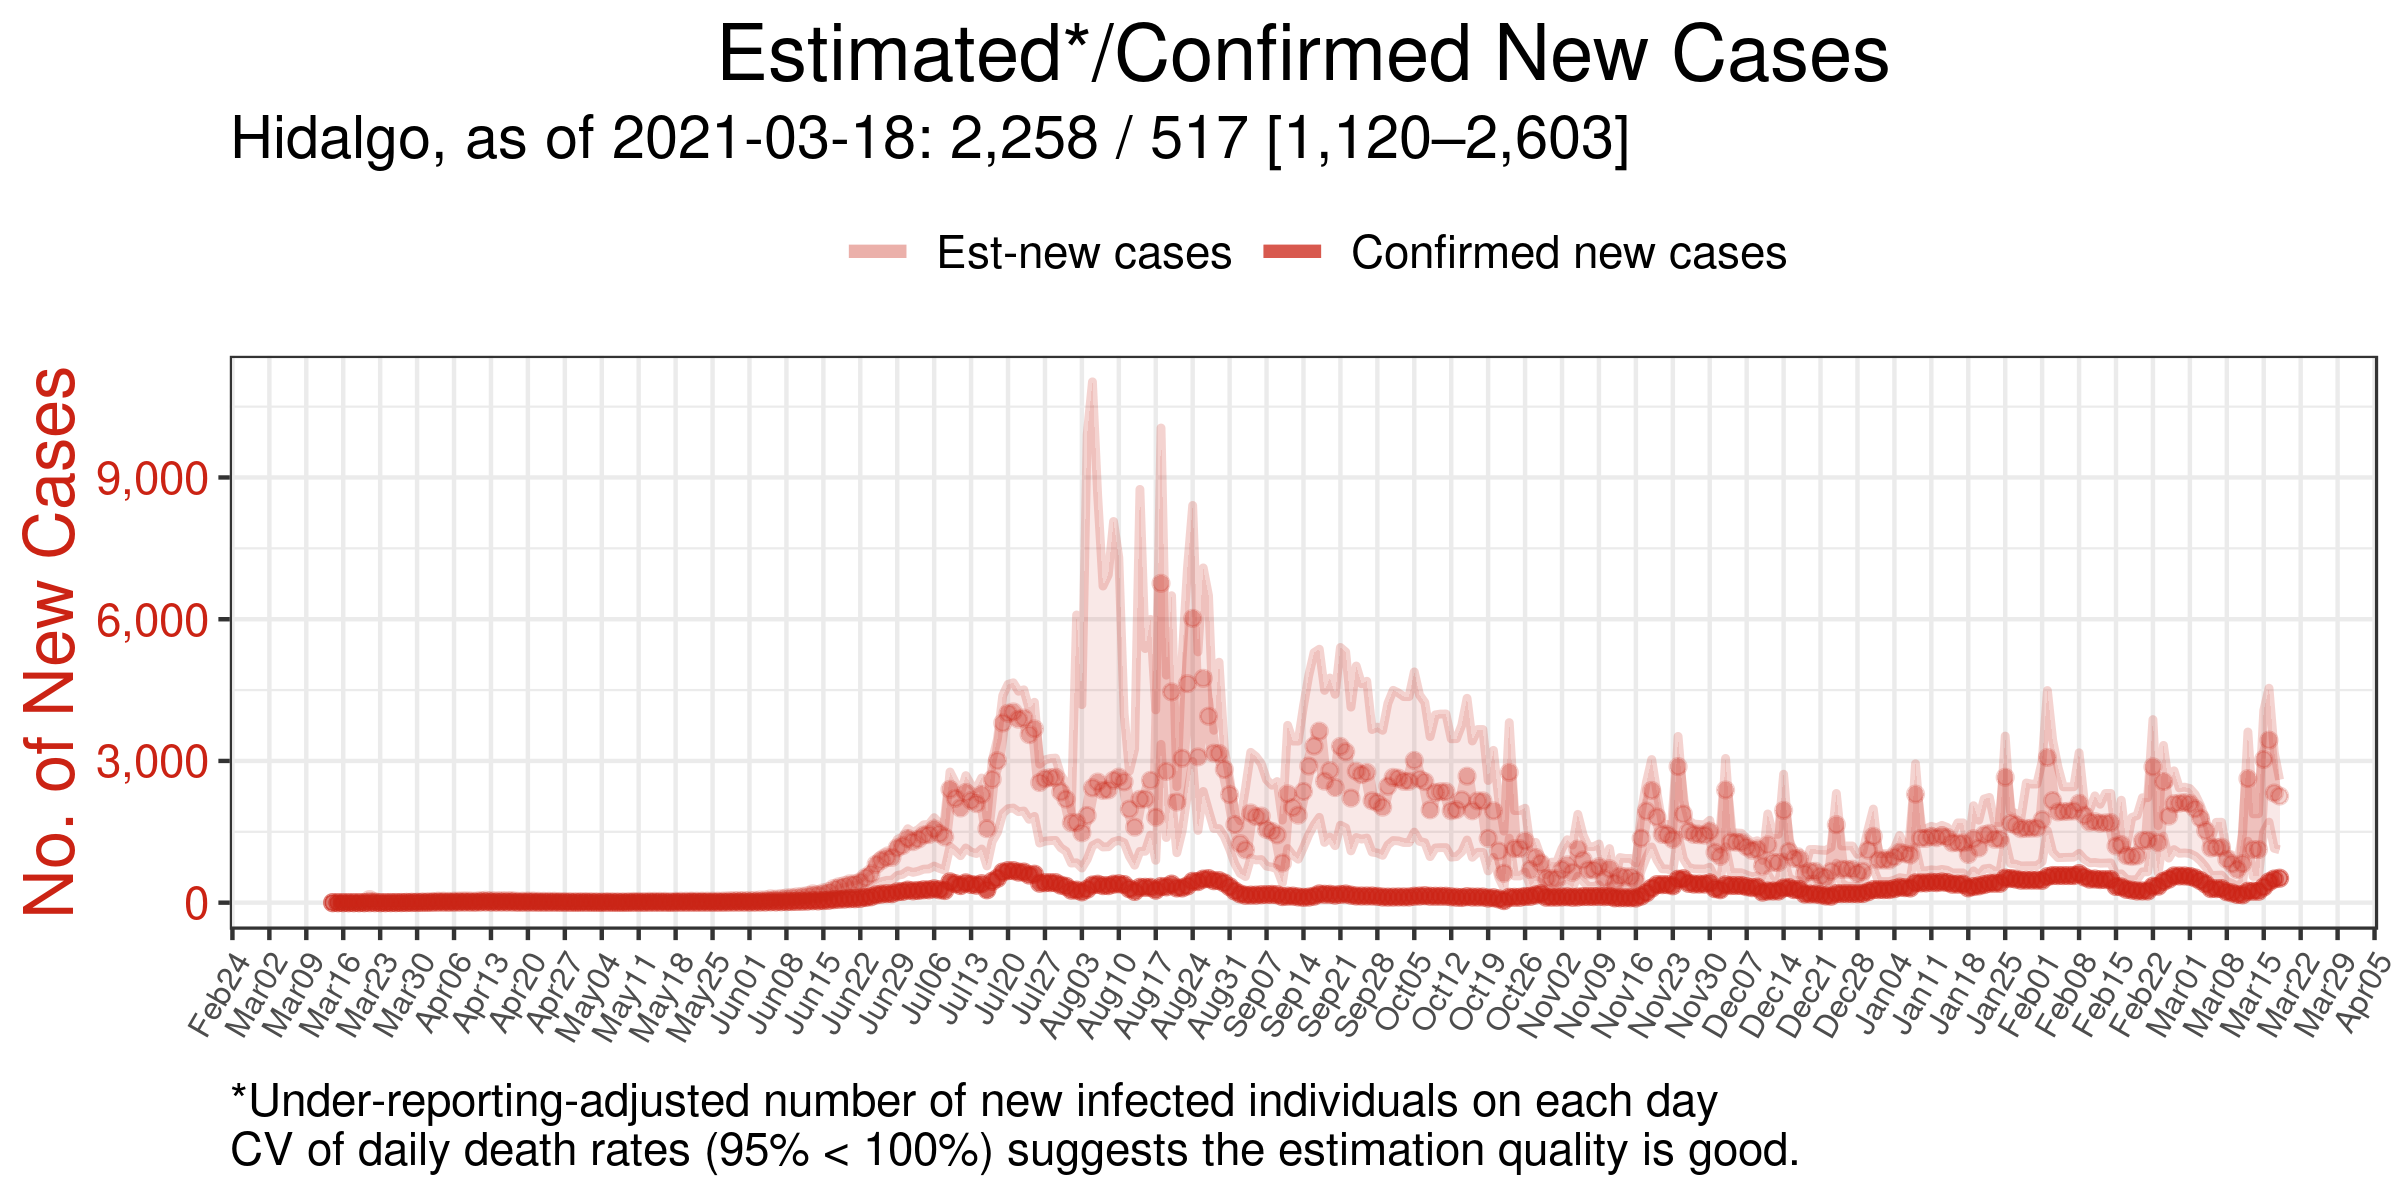 Estimated*/Confirmed New Cases
Hidalgo, as of 2021-03-18: 2,258 / 517 [1,120–2,603]
Est-new cases Confirmed new cases
No. of New Cases
9,000
6,000
3,000
0
Feb24 Mar02 Mar09 Mar16 Mar23 Mar30 Apr06 Apr13 Apr20 Apr27 May04 May11 May18 May25 Jun01 Jun08 Jun15 Jun22 Jun29 Jul06 Jul13 Jul20 Jul27 Aug03 Aug10 Aug17 Aug24 Aug31 Sep07 Sep14 Sep21 Sep28 Oct05 Oct12 Oct19 Oct26 Nov02 Nov09 Nov16 Nov23 Nov30 Dec07 Dec14 Dec21 Dec28 Jan04 Jan11 Jan18 Jan25 Feb01 Feb08 Feb15 Feb22 Mar01 Mar08 Mar15 Mar22 Mar29 Apr05
*Under-reporting-adjusted number of new infected individuals on each day
CV of daily death rates (95% < 100%) suggests the estimation quality is good.